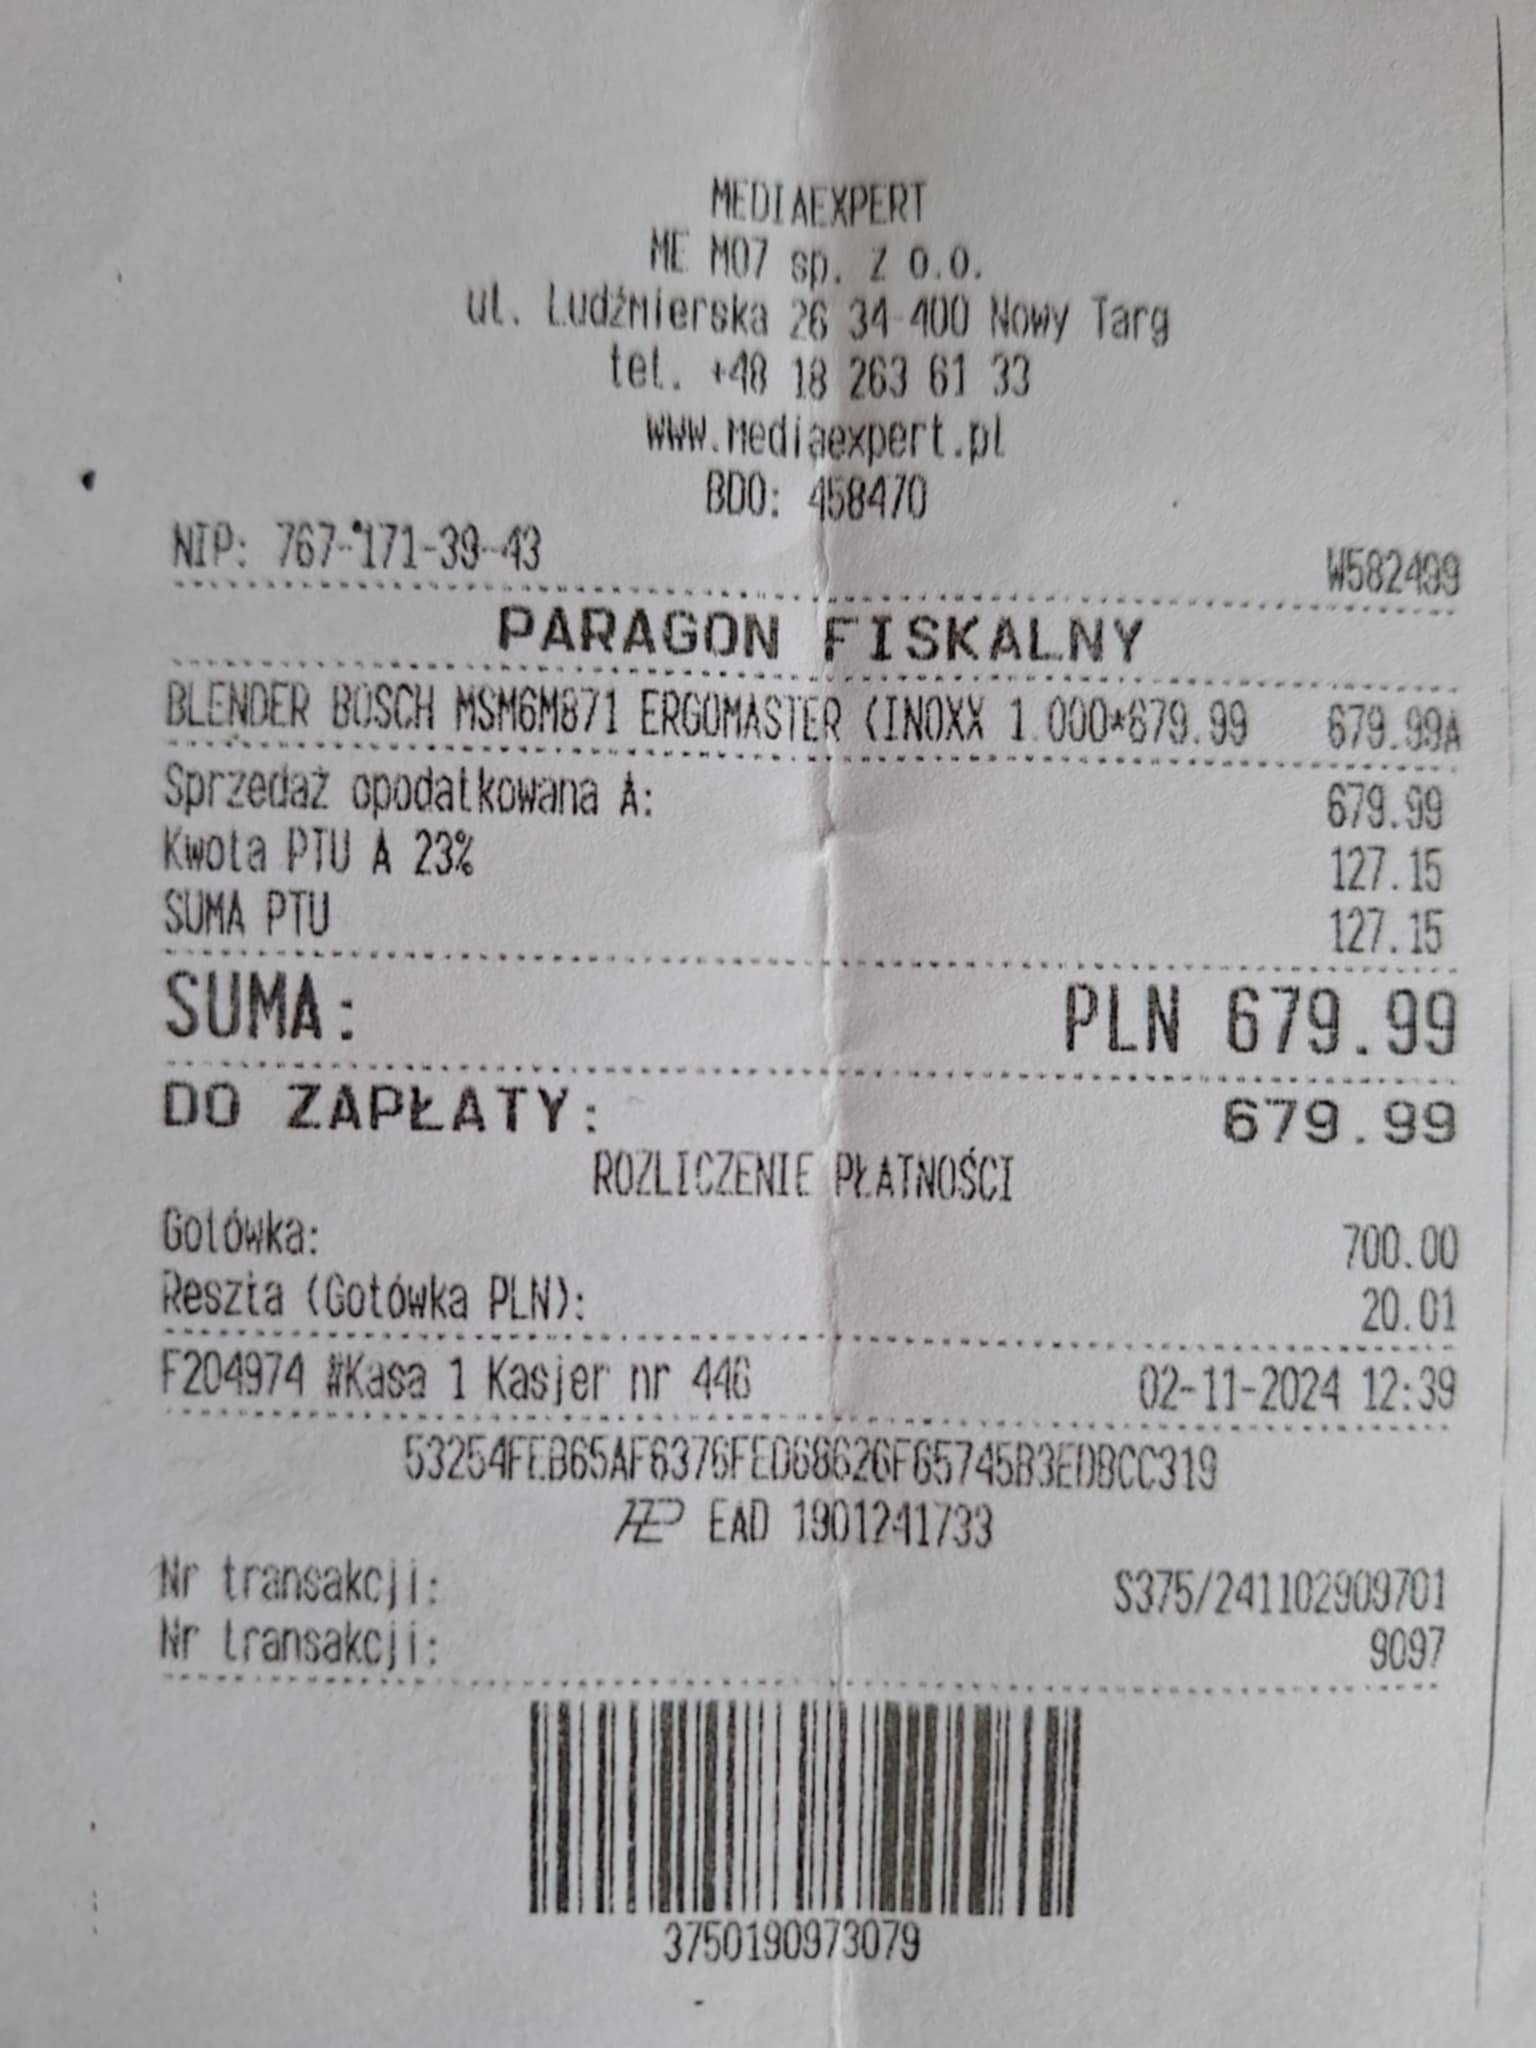 MEDIAEXPERT
ME M07 sp. z o.o.
ul. Ludźmierska 26 34-400 Nowy Targ
tel. +48 18 263 61 33
www.mediaexpert.pl
BDO: 458470
NIP: 767-171-39-43 W582499
PARAGON FISKALNY
BLENDER BOSCH MSM6M871 ERGOMASTER (INOXX 1.000*679.99 679.99A
Sprzedaż opodatkowana A: 679.99
Kwota PTU A 23% 127.15
SUMA PTU 127.15
SUMA: PLN 679.99
DO ZAPŁATY: 679.99
ROZLICZENIE PŁATNOŚCI
Gotówka: 700.00
Reszta (Gotówka PLN): 20.01
F204974 #Kasa 1 Kasjer nr 446 02-11-2024 12:39
53254FEB65AF6376FED68626F65745B3EDBCC319
EAD 1901241733
Nr transakcji: S375/241102909701
Nr transakcji: 9097
3750190973079